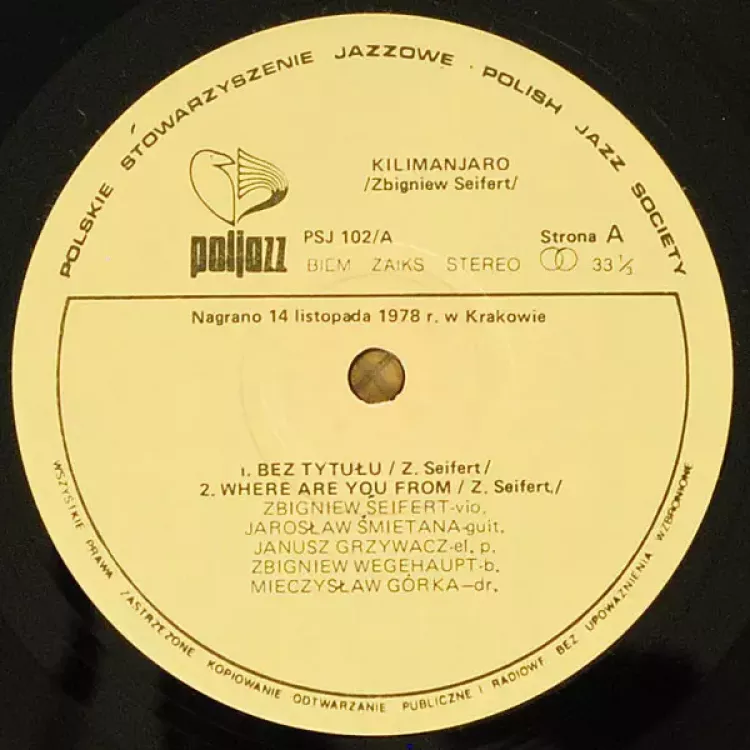 POLSKIE STOWARZYSZENIE JAZZOWE · POLISH JAZZ SOCIETY
KILIMANJARO
/Zbigniew Seifert/
poljazz
PSJ 102/A
Strona A
BIEM ZAIKS STEREO
33 ⅓
Nagrano 14 listopada 1978 r. w Krakowie
1. BEZ TYTUŁU / Z. Seifert/
2. WHERE ARE YOU FROM / Z. Seifert,/
ZBIGNIEW ŚEIFERT-vio.
JAROSŁAW ŚMIETANA-guit.
JANUSZ GRZYWACZ-el. p.
ZBIGNIEW WEGEHAUPT-b.
MIECZYSŁAW GÓRKA—dr.
WSZYSTKIE PRAWA ZASTRZEŻONE KOPIOWANIE ODTWARZANIE PUBLICZNE I RADIOWE BEZ UPOWAŻNIENIA WZBRONIONE